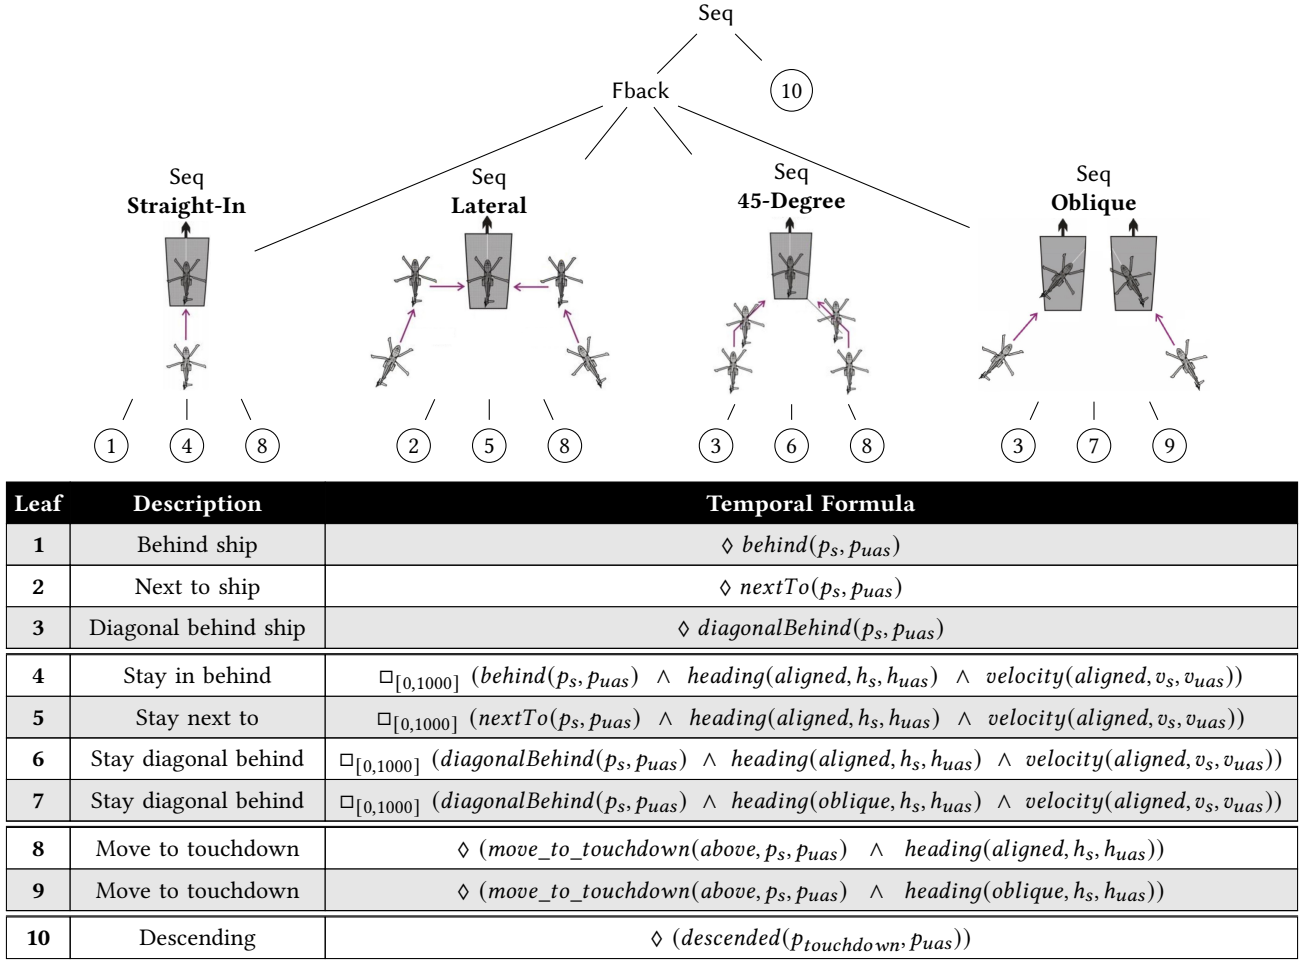 Seq
Fback
10
Seq
Straight-In
Seq
Lateral
Seq
45-Degree
Seq
Oblique
1 4 8 2 5 8 3 6 8 3 7 9
Leaf Description Temporal Formula
1 Behind ship ◊ behind(p_s, p_uas)
2 Next to ship ◊ nextTo(p_s, p_uas)
3 Diagonal behind ship ◊ diagonalBehind(p_s, p_uas)
4 Stay in behind □_[0,1000] (behind(p_s, p_uas) ∧ heading(aligned, h_s, h_uas) ∧ velocity(aligned, v_s, v_uas))
5 Stay next to □_[0,1000] (nextTo(p_s, p_uas) ∧ heading(aligned, h_s, h_uas) ∧ velocity(aligned, v_s, v_uas))
6 Stay diagonal behind □_[0,1000] (diagonalBehind(p_s, p_uas) ∧ heading(aligned, h_s, h_uas) ∧ velocity(aligned, v_s, v_uas))
7 Stay diagonal behind □_[0,1000] (diagonalBehind(p_s, p_uas) ∧ heading(oblique, h_s, h_uas) ∧ velocity(aligned, v_s, v_uas))
8 Move to touchdown ◊ (move_to_touchdown(above, p_s, p_uas) ∧ heading(aligned, h_s, h_uas))
9 Move to touchdown ◊ (move_to_touchdown(above, p_s, p_uas) ∧ heading(oblique, h_s, h_uas))
10 Descending ◊ (descended(p_touchdown, p_uas))